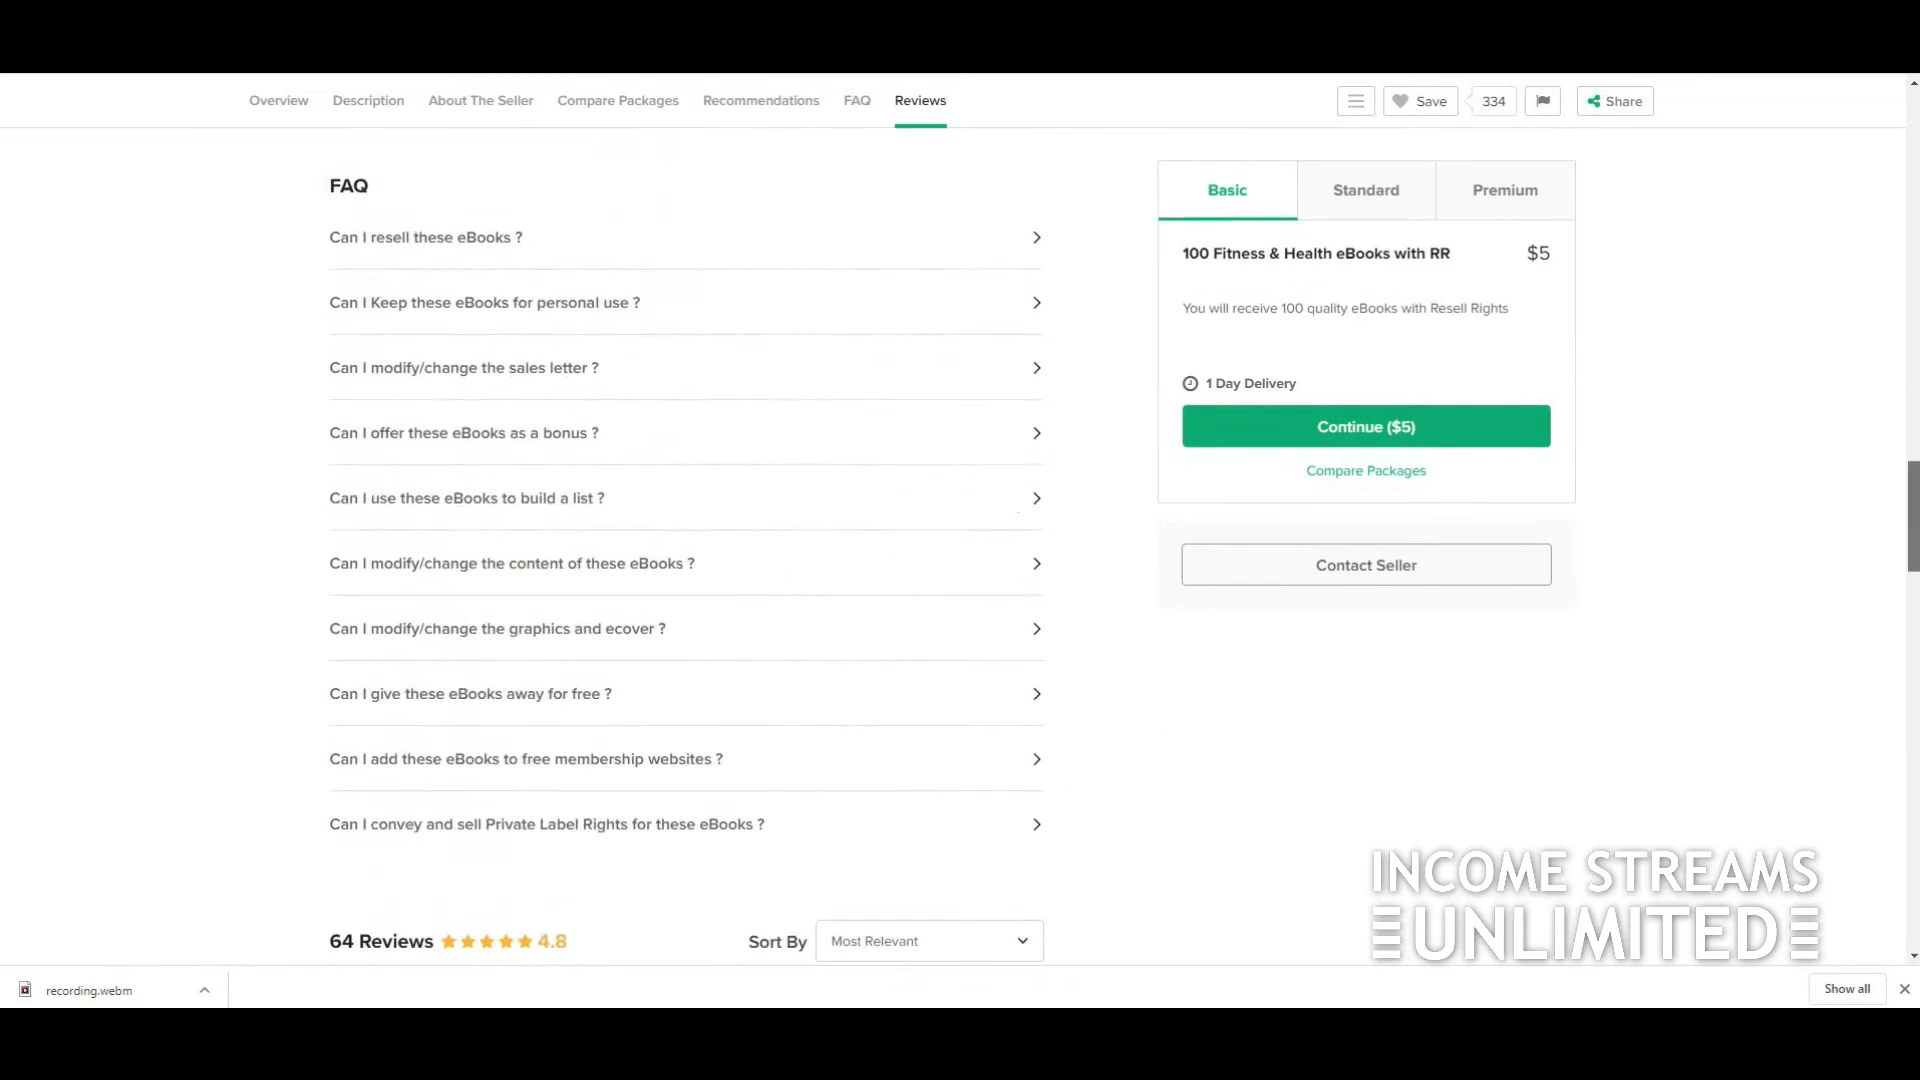 Overview Description About The Seller Compare Packages Recommendations FAQ Reviews Save 334 Share
FAQ
Can I resell these eBooks ?
Can I Keep these eBooks for personal use ?
Can I modify/change the sales letter ?
Can I offer these eBooks as a bonus ?
Can I use these eBooks to build a list ?
Can I modify/change the content of these eBooks ?
Can I modify/change the graphics and ecover ?
Can I give these eBooks away for free ?
Can I add these eBooks to free membership websites ?
Can I convey and sell Private Label Rights for these eBooks ?
64 Reviews 4.8 Sort By Most Relevant
Basic Standard Premium
100 Fitness & Health eBooks with RR $5
You will receive 100 quality eBooks with Resell Rights
1 Day Delivery
Continue ($5)
Compare Packages
Contact Seller
INCOME STREAMS
UNLIMITED
recording.webm Show all